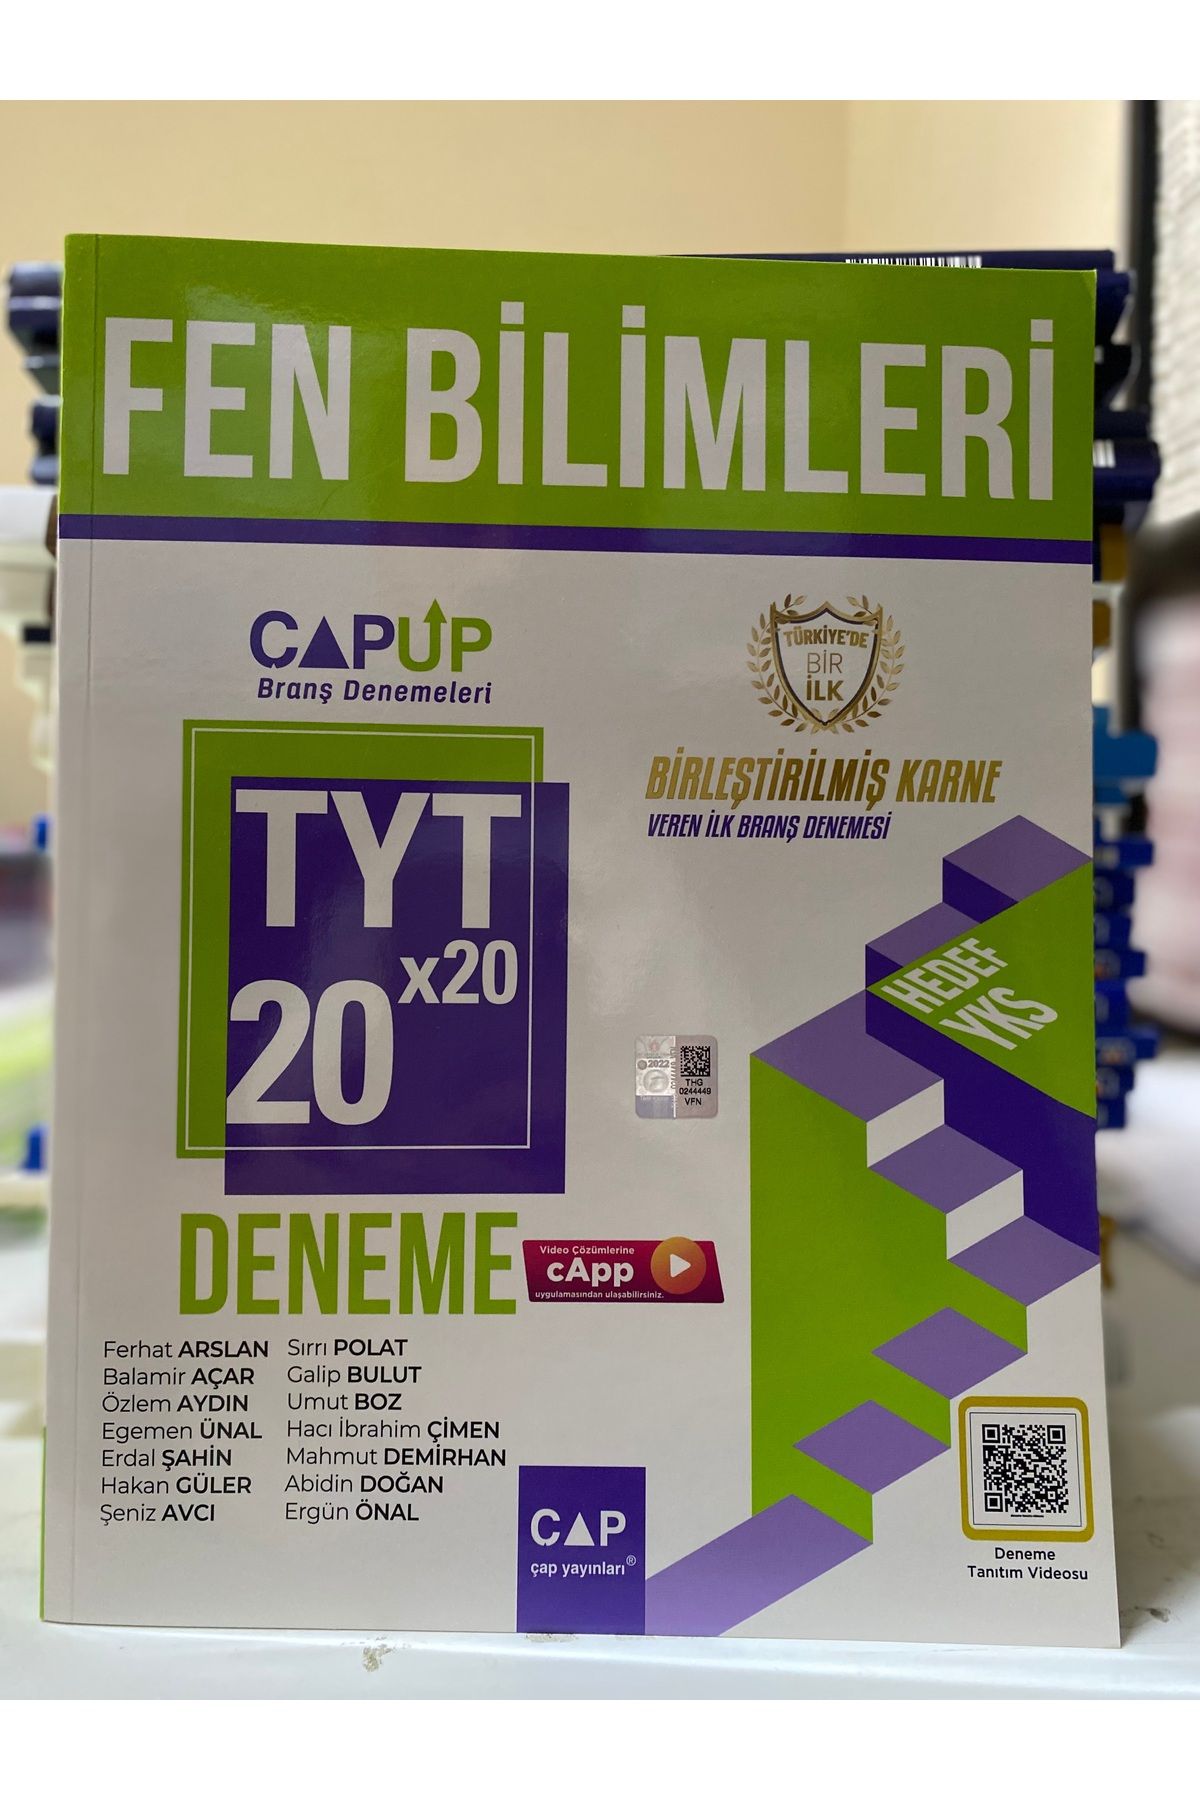 FEN BİLİMLERİ
ÇAPUP
Branş Denemeleri
TÜRKİYE'DE
BİR
İLK
BİRLEŞTİRİLMİŞ KARNE
VEREN İLK BRANŞ DENEMESİ
TYT
20 x20
HEDEF
YKS
2022
THG
0244449
VFN
DENEME
Video Çözümlerine
cApp
uygulamasından ulaşabilirsiniz.
Ferhat ARSLAN
Balamir AÇAR
Özlem AYDIN
Egemen ÜNAL
Erdal ŞAHİN
Hakan GÜLER
Şeniz AVCI
Sırrı POLAT
Galip BULUT
Umut BOZ
Hacı İbrahim ÇİMEN
Mahmut DEMİRHAN
Abidin DOĞAN
Ergün ÖNAL
ÇAP
çap yayınları®
Deneme
Tanıtım Videosu